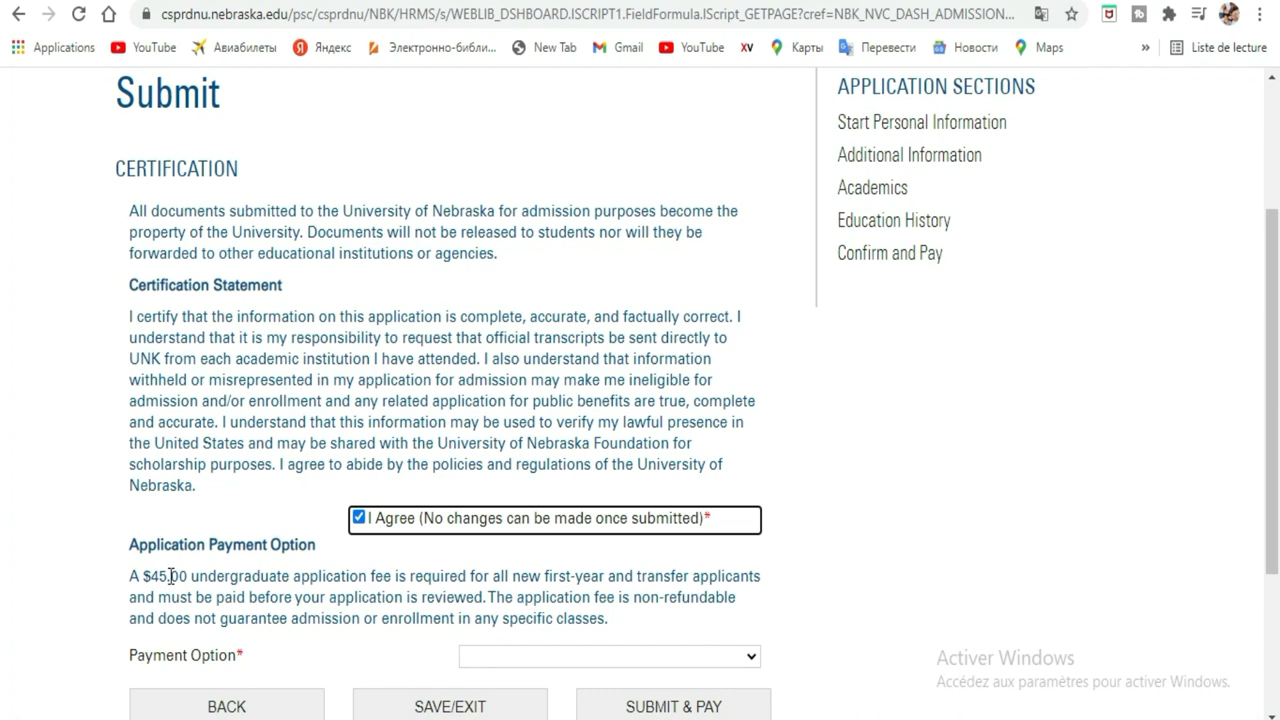 csprdnu.nebraska.edu/psc/csprdnu/NBK/HRMS/s/WEBLIB_DSHBOARD.ISCRIPT1.FieldFormula.IScript_GETPAGE?cref=NBK_NVC_DASH_ADMISSION...
Applications YouTube Авиабилеты Яндекс Электронно-библи... New Tab Gmail YouTube XV Карты Перевести Новости Maps » Liste de lecture
Submit
CERTIFICATION
All documents submitted to the University of Nebraska for admission purposes become the
property of the University. Documents will not be released to students nor will they be
forwarded to other educational institutions or agencies.
Certification Statement
I certify that the information on this application is complete, accurate, and factually correct. I
understand that it is my responsibility to request that official transcripts be sent directly to
UNK from each academic institution I have attended. I also understand that information
withheld or misrepresented in my application for admission may make me ineligible for
admission and/or enrollment and any related application for public benefits are true, complete
and accurate. I understand that this information may be used to verify my lawful presence in
the United States and may be shared with the University of Nebraska Foundation for
scholarship purposes. I agree to abide by the policies and regulations of the University of
Nebraska.
I Agree (No changes can be made once submitted)*
Application Payment Option
A $45.00 undergraduate application fee is required for all new first-year and transfer applicants
and must be paid before your application is reviewed. The application fee is non-refundable
and does not guarantee admission or enrollment in any specific classes.
Payment Option*
BACK SAVE/EXIT SUBMIT & PAY
APPLICATION SECTIONS
Start Personal Information
Additional Information
Academics
Education History
Confirm and Pay
Activer Windows
Accédez aux paramètres pour activer Windows.